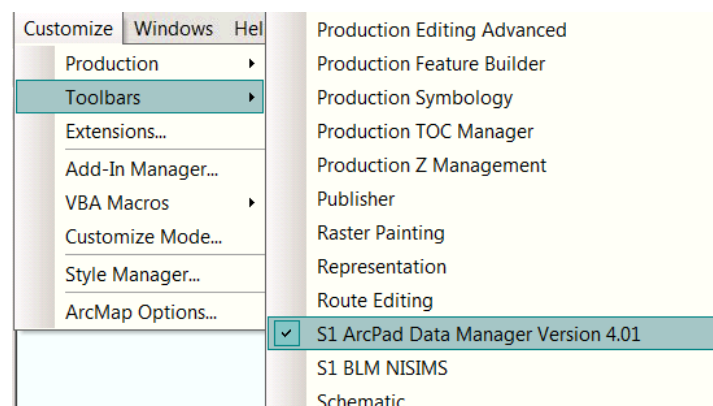 Customize Windows Hel
Production
Toolbars
Extensions...
Add-In Manager...
VBA Macros
Customize Mode...
Style Manager...
ArcMap Options...
Production Editing Advanced
Production Feature Builder
Production Symbology
Production TOC Manager
Production Z Management
Publisher
Raster Painting
Representation
Route Editing
S1 ArcPad Data Manager Version 4.01
S1 BLM NISIMS
Schematic